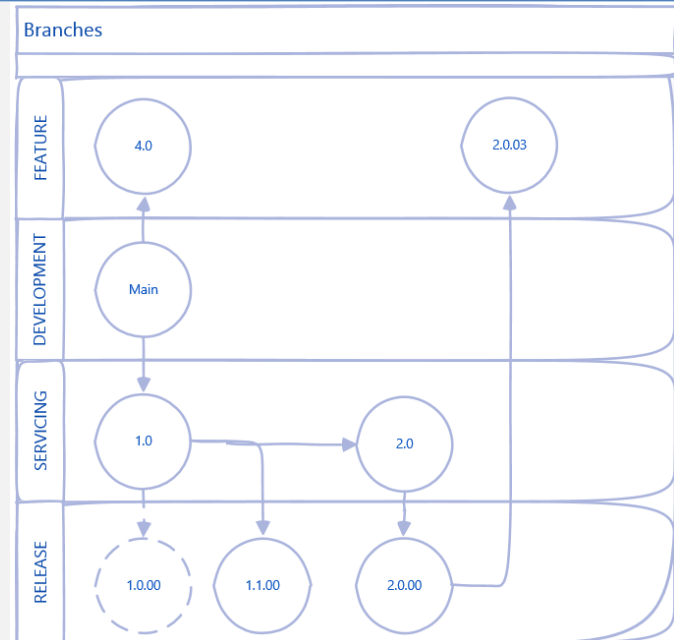 Branches
FEATURE
4.0
2.0.03
DEVELOPMENT
Main
SERVICING
1.0
2.0
RELEASE
1.0.00
1.1.00
2.0.00